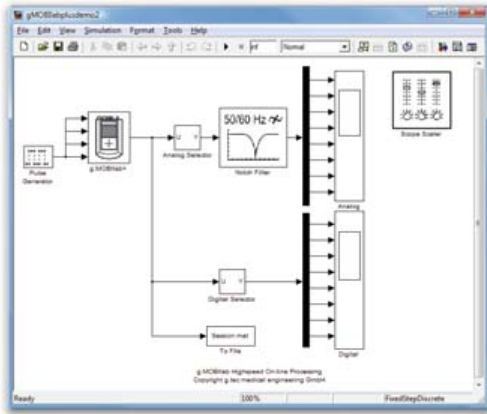 gMOBIlabplusdemo2
File Edit View Simulation Format Tools Help
inf Normal
50/60 Hz
U Y
Analog Selector
Notch Filter
g.MOBIlab+
Pulse
Generator
Scope Scaler
Analog
U Y
Digital Selector
Session.mat
To File
Digital
g.MOBIlab Highspeed On-line Processing
Copyright g.tec medical engineering GmbH
Ready 100% FixedStepDiscrete